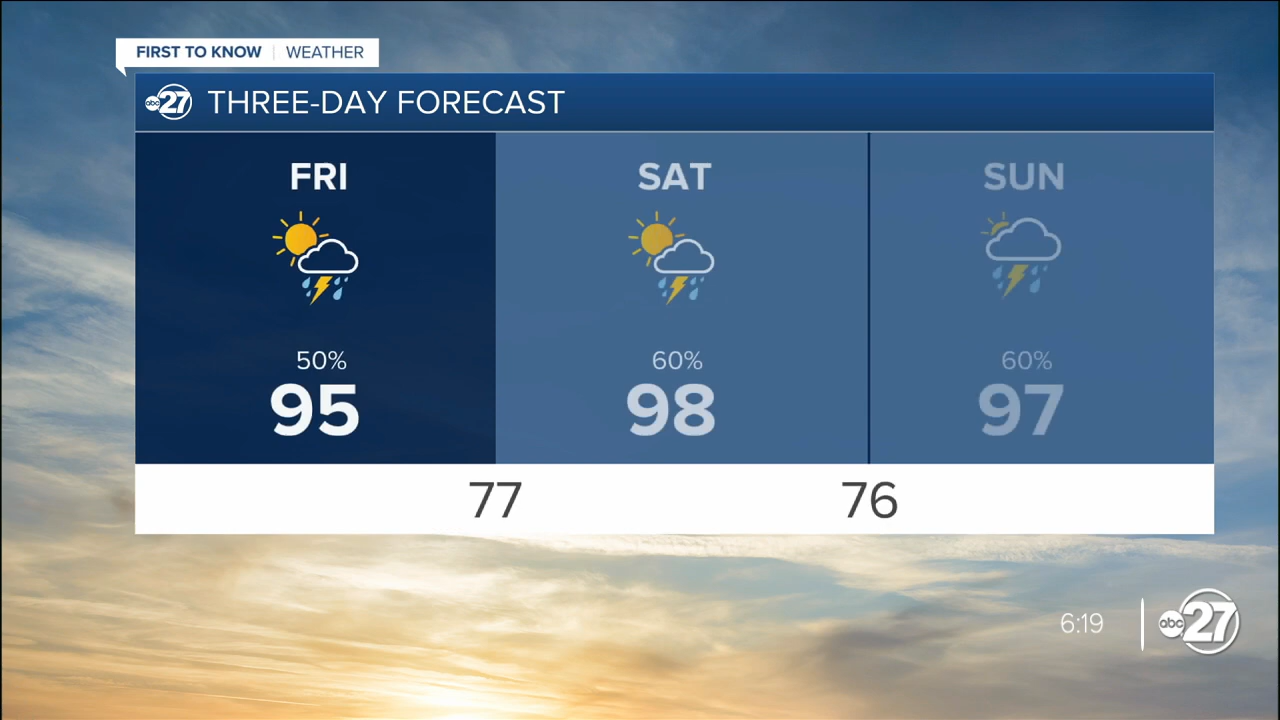 FIRST TO KNOW | WEATHER
abc 27 THREE-DAY FORECAST
FRI SAT SUN
50% 60% 60%
95 98 97
77 76
6:19 | abc 27